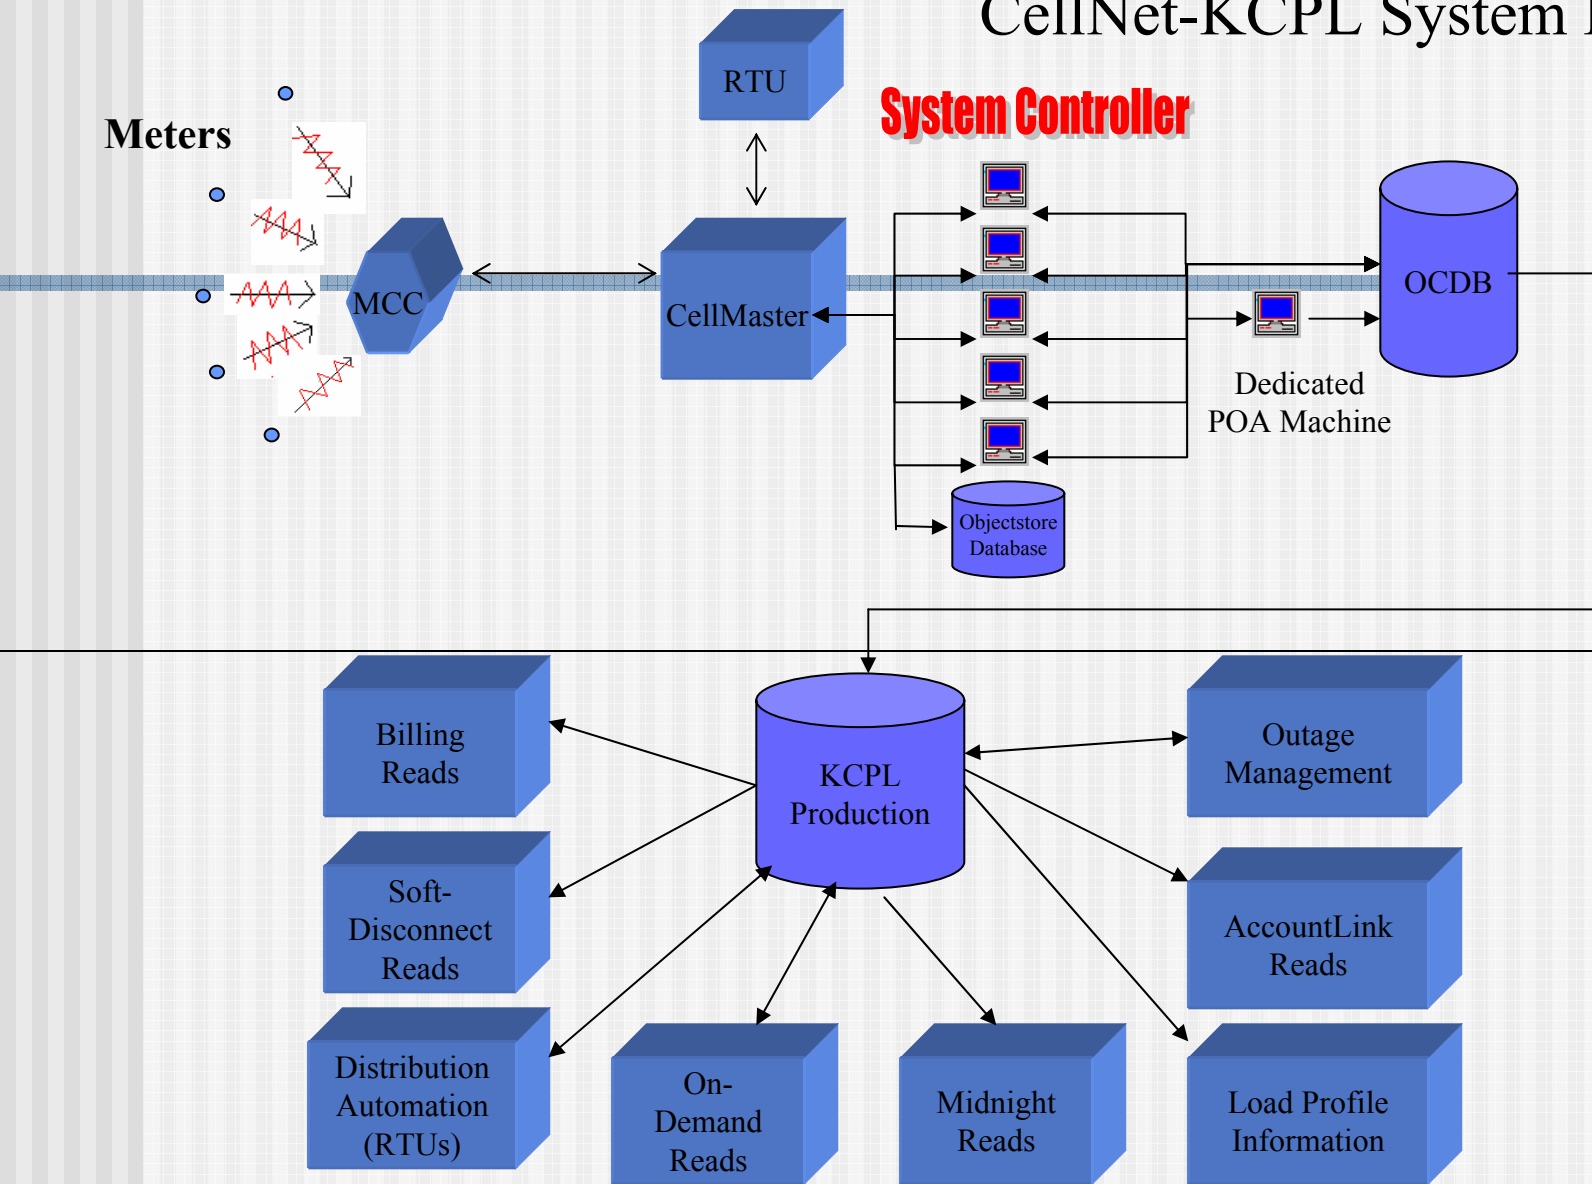 CellNet-KCPL System
RTU
System Controller
Meters
MCC
CellMaster
OCDB
Dedicated
POA Machine
Objectstore
Database
Billing
Reads
KCPL
Production
Outage
Management
Soft-
Disconnect
Reads
AccountLink
Reads
Distribution
Automation
(RTUs)
On-
Demand
Reads
Midnight
Reads
Load Profile
Information